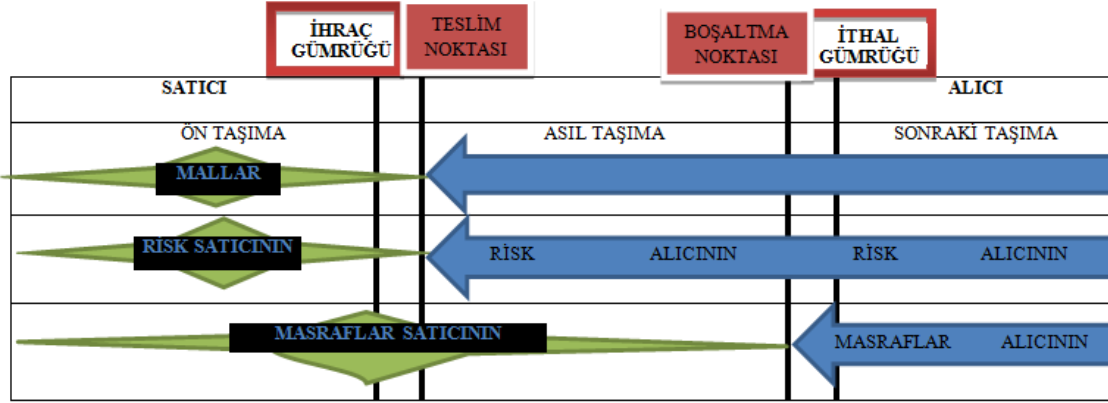 İHRAÇ
GÜMRÜĞÜ
TESLİM
NOKTASI
BOŞALTMA
NOKTASI
İTHAL
GÜMRÜĞÜ
SATICI
ALICI
ÖN TAŞIMA
ASIL TAŞIMA
SONRAKİ TAŞIMA
MALLAR
RİSK SATICININ
RİSK ALICININ RİSK ALICININ
MASRAFLAR SATICININ
MASRAFLAR ALICININ